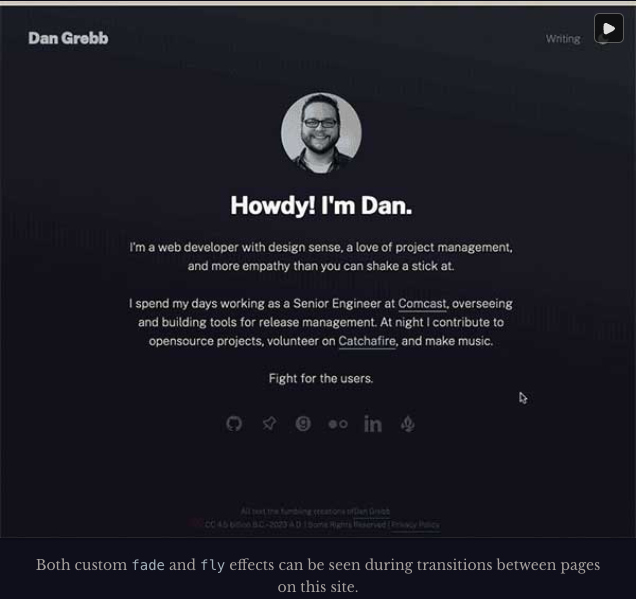 Dan Grebb
Writing
Howdy! I'm Dan.
I'm a web developer with design sense, a love of project management,
and more empathy than you can shake a stick at.
I spend my days working as a Senior Engineer at Comcast, overseeing
and building tools for release management. At night I contribute to
opensource projects, volunteer on Catchafire, and make music.
Fight for the users.
in
All text the fumbling creations of Dan Grebb
CC 4.5 billion B.C.-2023 A.D. | Some Rights Reserved | Privacy Policy
Both custom fade and fly effects can be seen during transitions between pages
on this site.